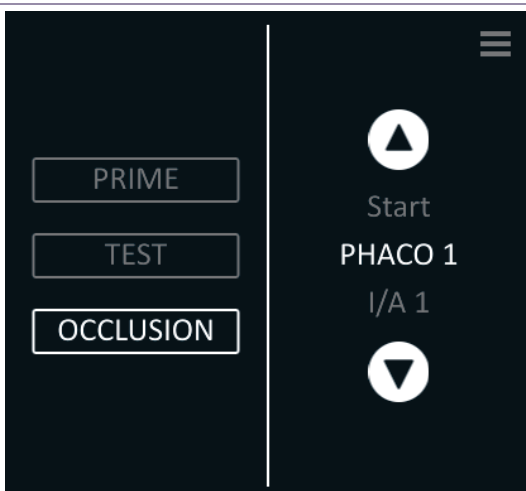 PRIME
TEST
OCCLUSION
Start
PHACO 1
I/A 1